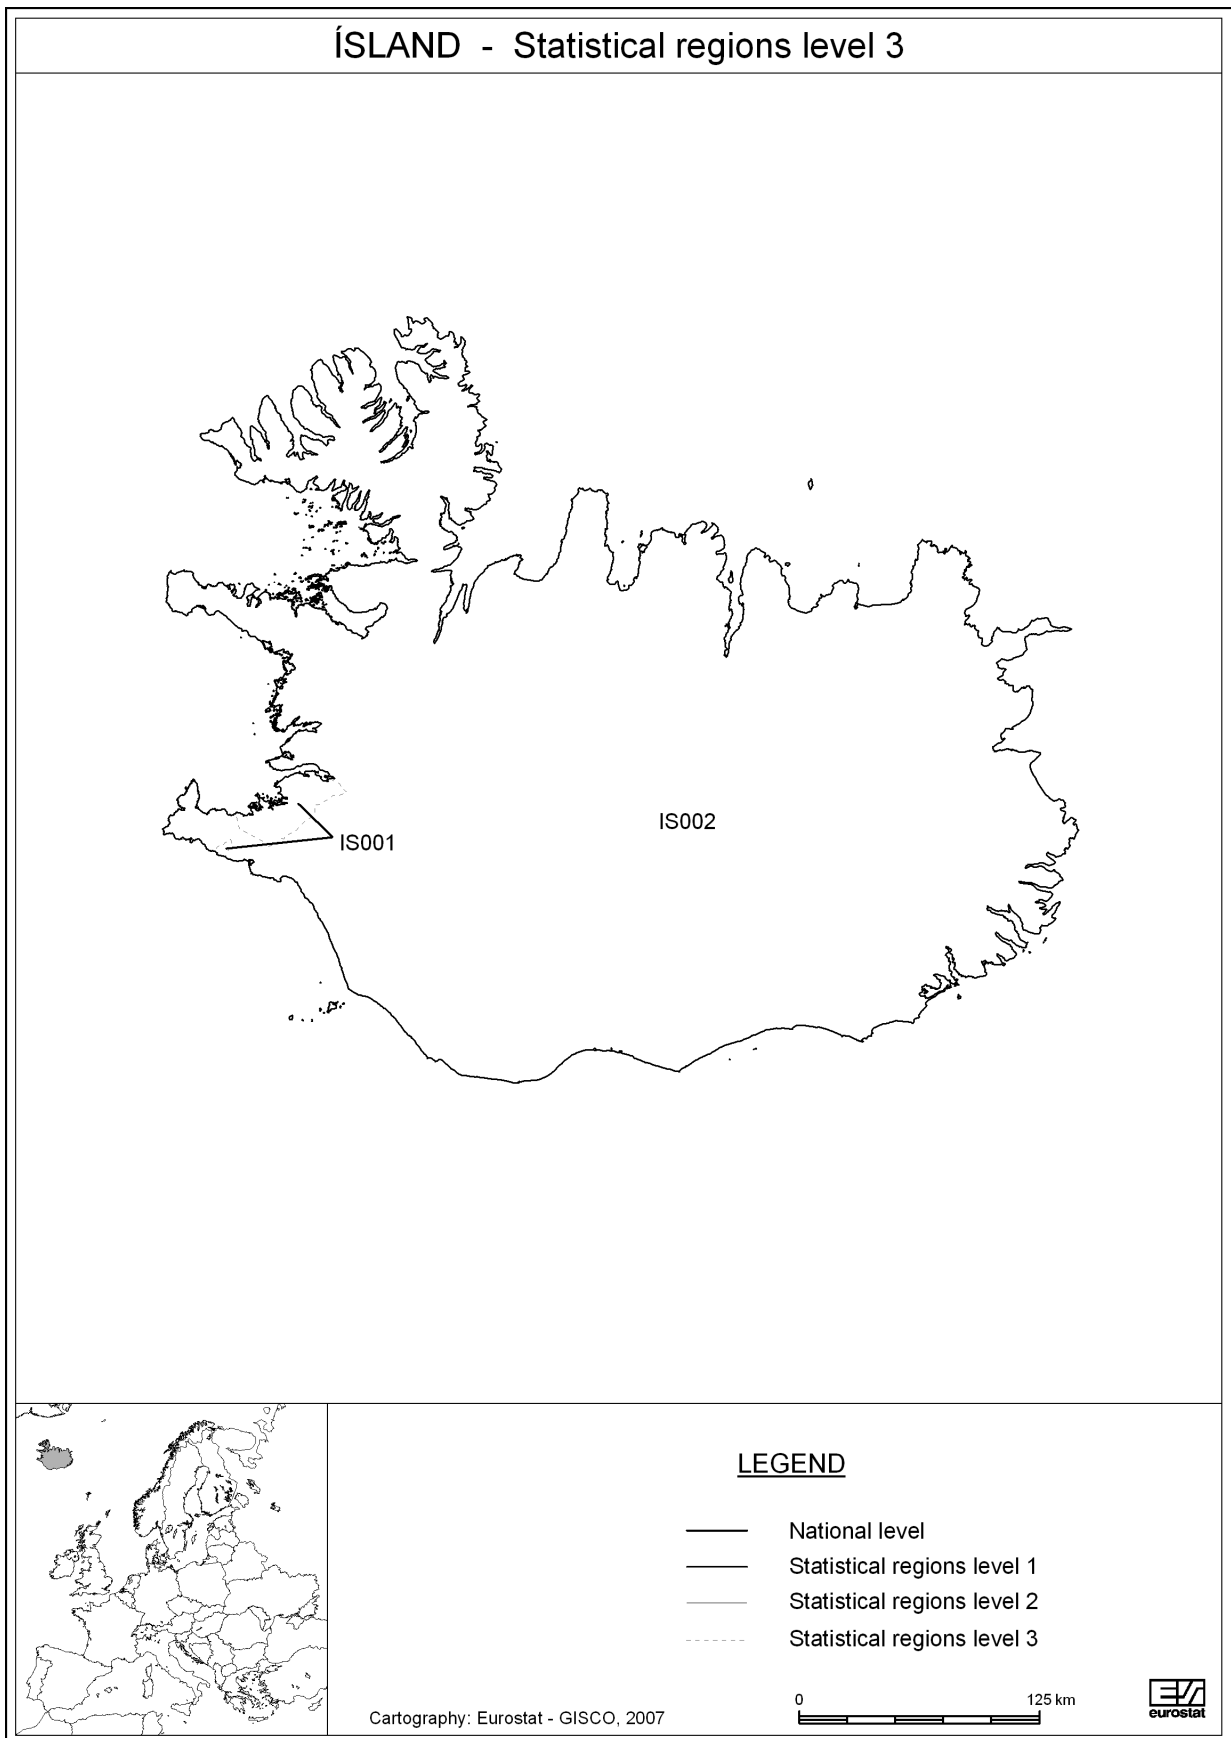 ÍSLAND - Statistical regions level 3
IS002
IS001
LEGEND
National level
Statistical regions level 1
Statistical regions level 2
Statistical regions level 3
0 125 km
Cartography: Eurostat - GISCO, 2007
eurostat